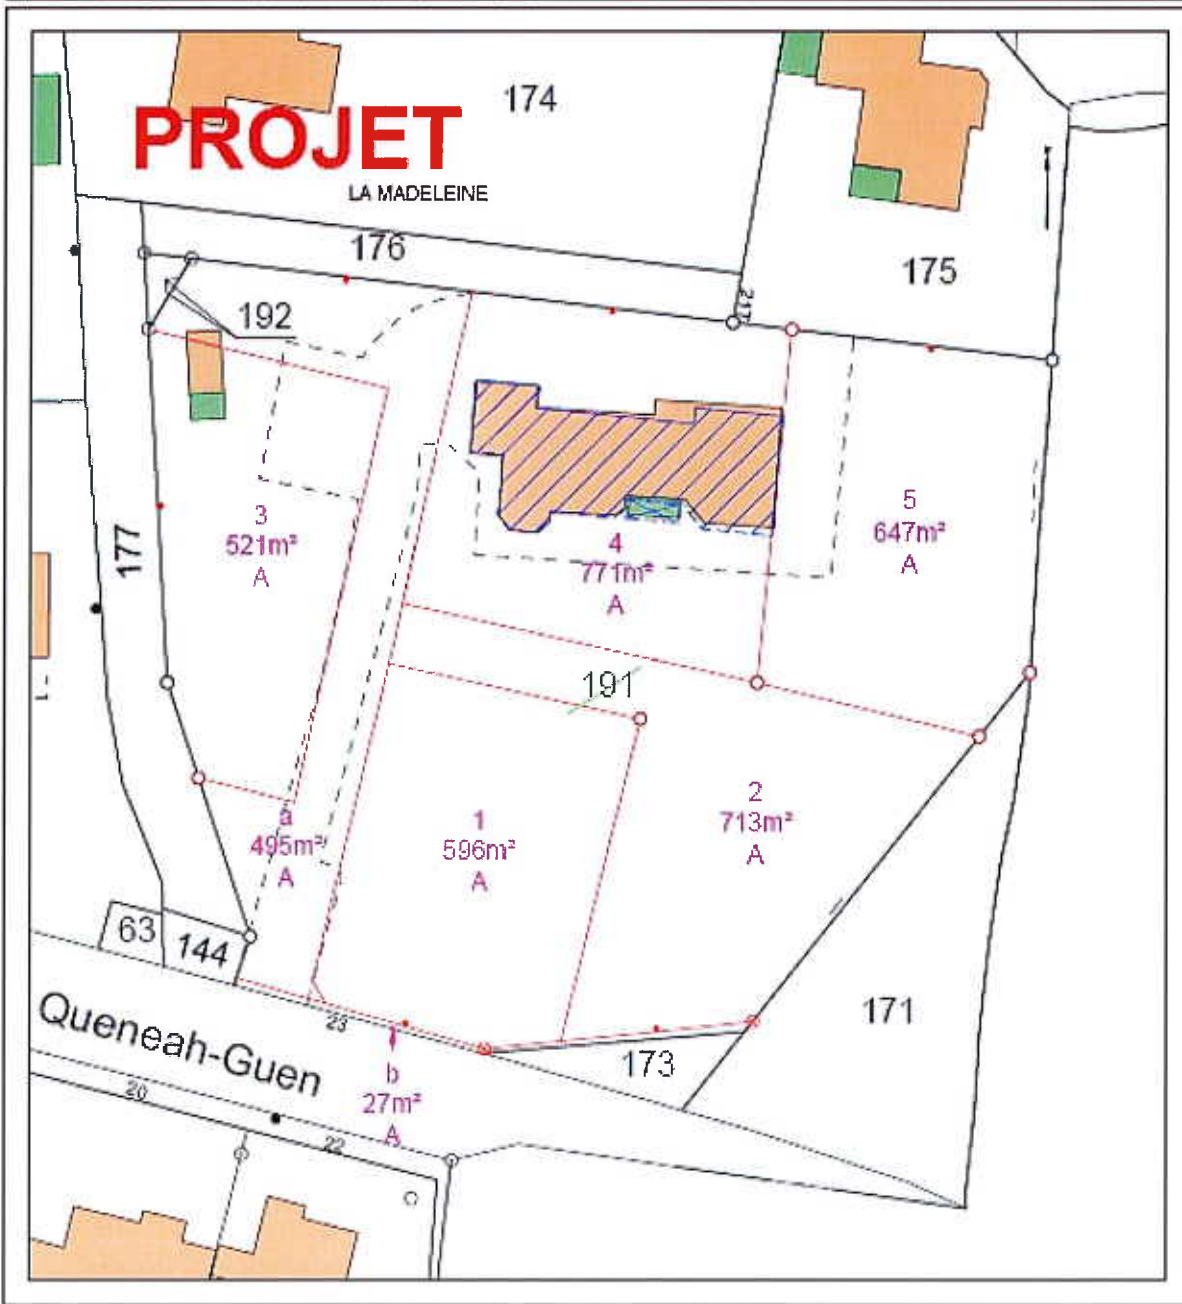 174
PROJET
LA MADELEINE
176
175
217
192
177
3
521m²
A
4
771m²
A
5
647m²
A
191
a
495m²
A
1
596m²
A
2
713m²
A
63
144
171
Queneah-Guen
23
173
b
27m²
A
20
22